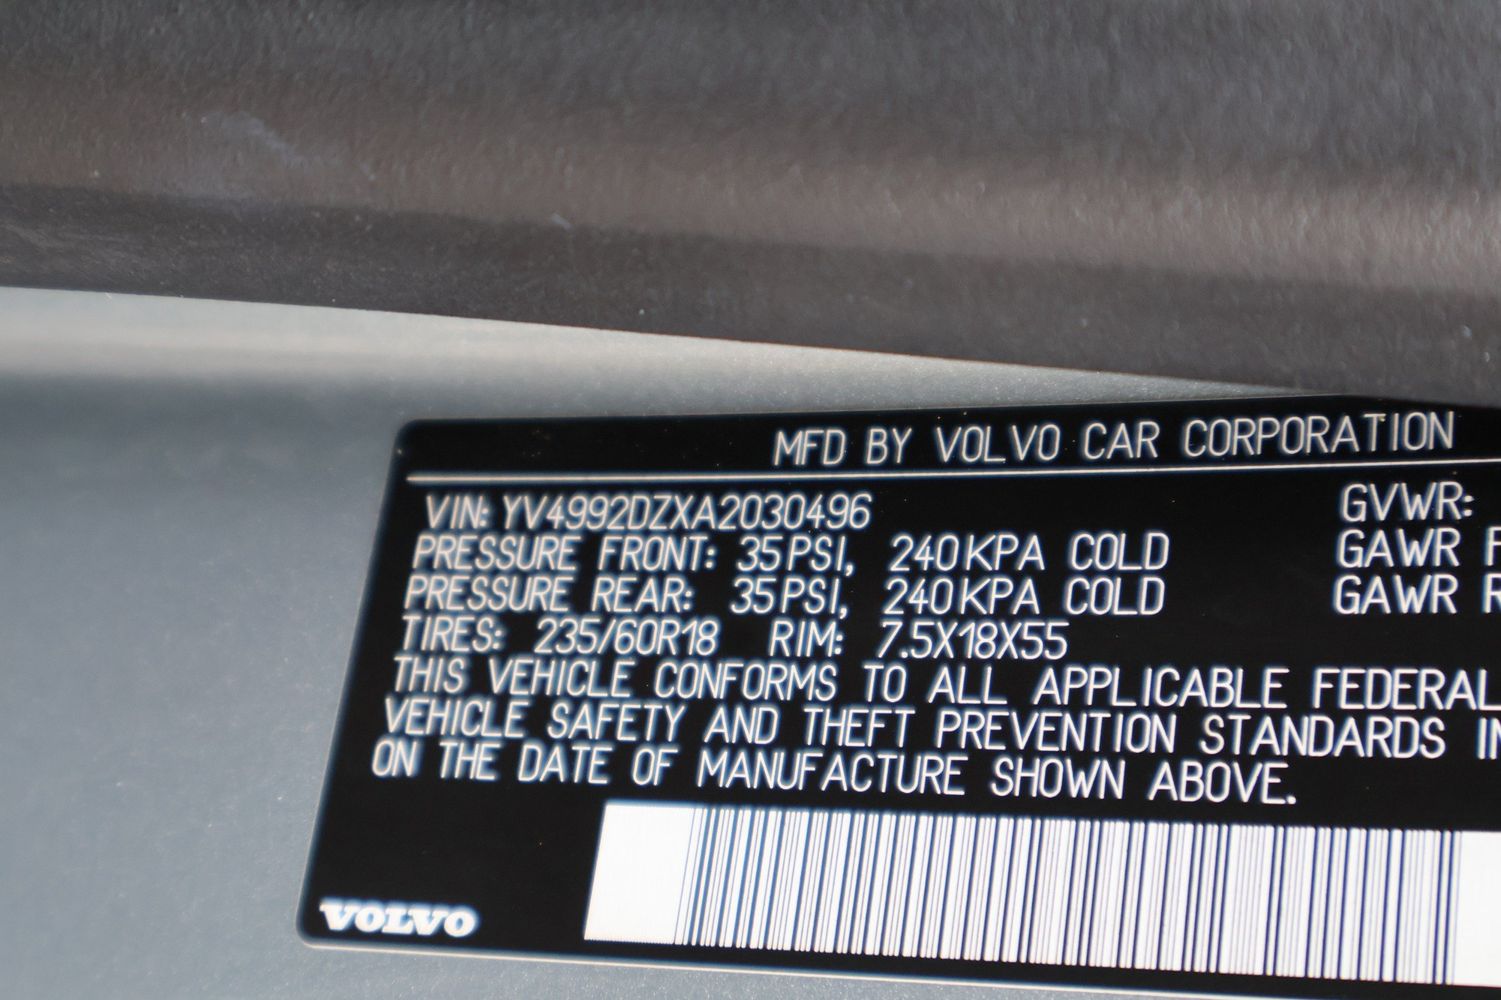 MFD BY VOLVO CAR CORPORATION
VIN: YV4992DZXA2030496 GVWR:
PRESSURE FRONT: 35PSI, 240KPA COLD GAWR F
PRESSURE REAR: 35PSI, 240KPA COLD GAWR R
TIRES: 235/60R18 RIM: 7.5X18X55
THIS VEHICLE CONFORMS TO ALL APPLICABLE FEDERAL
VEHICLE SAFETY AND THEFT PREVENTION STANDARDS IN
ON THE DATE OF MANUFACTURE SHOWN ABOVE.
VOLVO